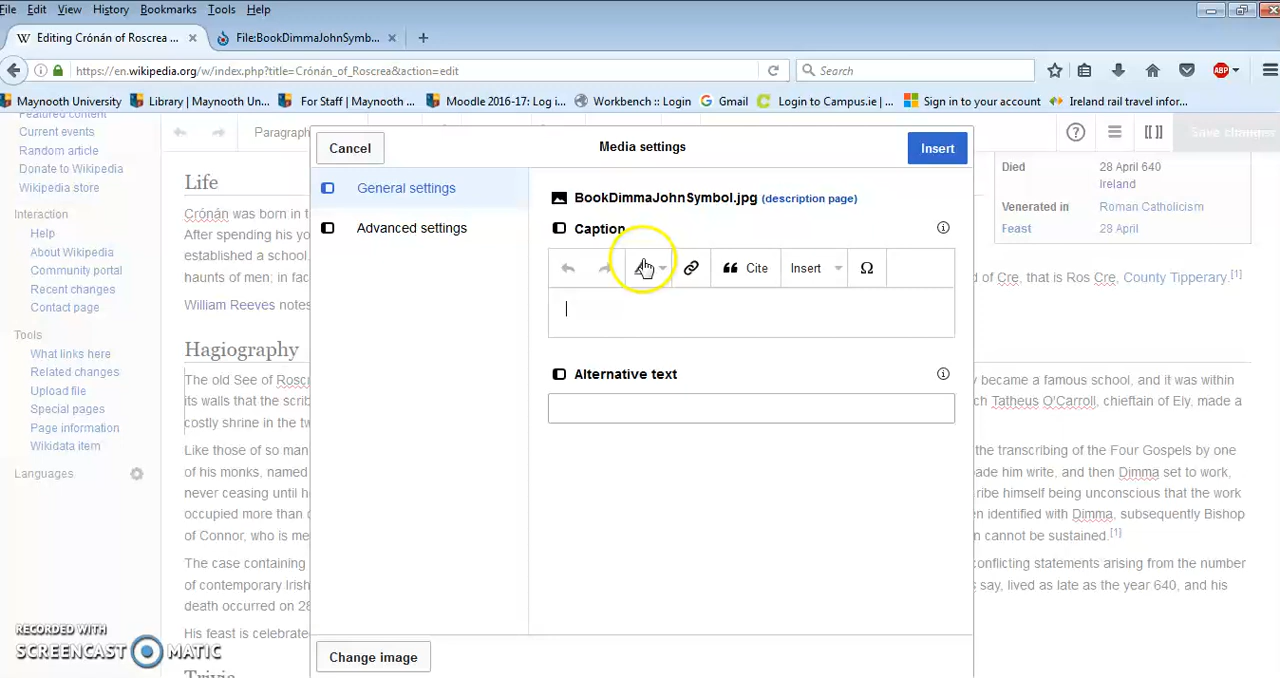 File Edit View History Bookmarks Tools Help
W Editing Crónán of Roscrea ... × File:BookDimmaJohnSymb... × +
https://en.wikipedia.org/w/index.php?title=Crónán_of_Roscrea&action=edit Search ABP
Maynooth University Library | Maynooth Un... For Staff | Maynooth ... Moodle 2016-17: Log i... Workbench :: Login Gmail Login to Campus.ie | ... Sign in to your account Ireland rail travel infor...
Featured content
Current events
Random article
Donate to Wikipedia
Wikipedia store
Interaction
Help
About Wikipedia
Community portal
Recent changes
Contact page
Tools
What links here
Related changes
Upload file
Special pages
Page information
Wikidata item
Languages
Paragraph
Save changes
Cancel Media settings Insert
General settings
Advanced settings
BookDimmaJohnSymbol.jpg (description page)
Caption
Cite Insert Ω
Alternative text
Change image
Life
Crónán was born in
After spending his yo
established a school
haunts of men; in fac
William Reeves notes
Hagiography
The old See of Roscr
its walls that the scrib
costly shrine in the tw
Like those of so man
of his monks, named
never ceasing until h
occupied more than
of Connor, who is me
The case containing
of contemporary Irish
death occurred on 28
His feast is celebrate
Trivia
Died 28 April 640
Ireland
Venerated in Roman Catholicism
Feast 28 April
d of Cre, that is Ros Cre, County Tipperary.[1]
y became a famous school, and it was within
ch Tatheus O'Carroll, chieftain of Ely, made a
the transcribing of the Four Gospels by one
ade him write, and then Dimma set to work,
ribe himself being unconscious that the work
en identified with Dimma, subsequently Bishop
n cannot be sustained.[1]
conflicting statements arising from the number
s say, lived as late as the year 640, and his
RECORDED WITH
SCREENCAST MATIC